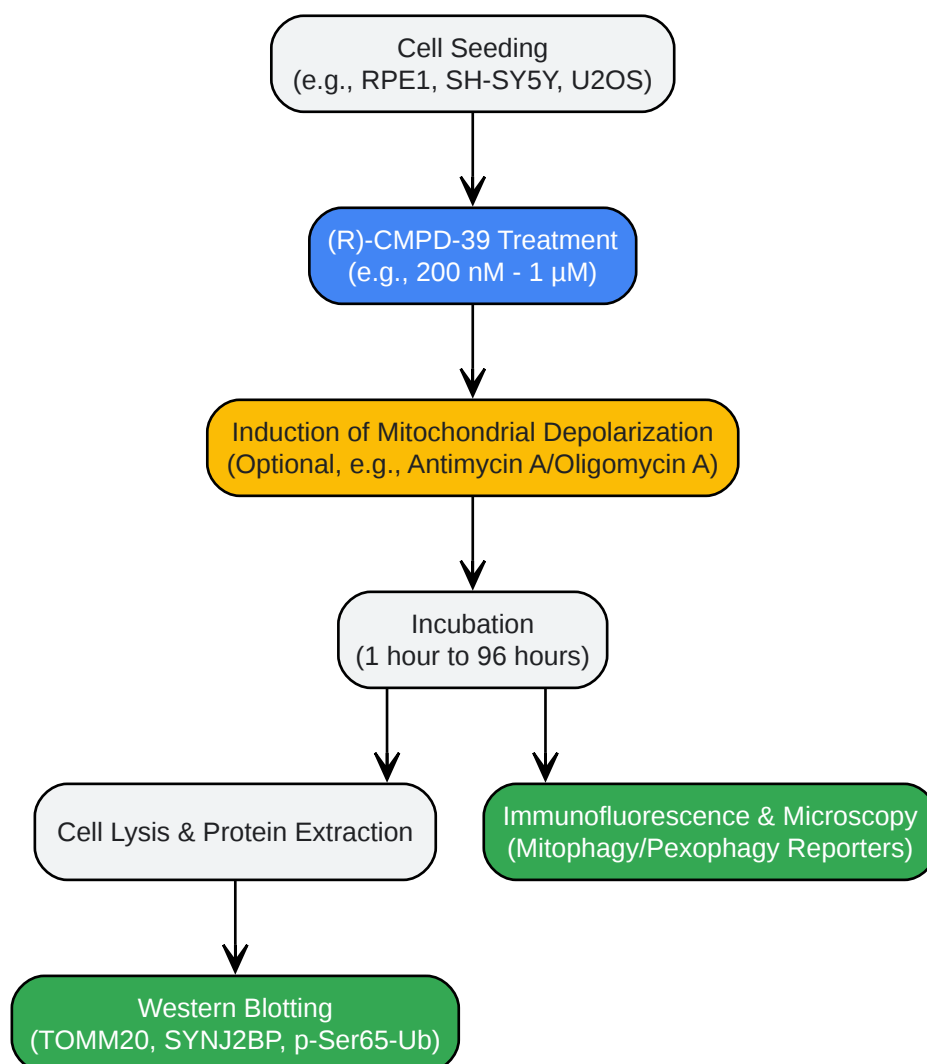 Cell Seeding
(e.g., RPE1, SH-SY5Y, U2OS)
(R)-CMPD-39 Treatment
(e.g., 200 nM - 1 µM)
Induction of Mitochondrial Depolarization
(Optional, e.g., Antimycin A/Oligomycin A)
Incubation
(1 hour to 96 hours)
Cell Lysis & Protein Extraction
Immunofluorescence & Microscopy
(Mitophagy/Pexophagy Reporters)
Western Blotting
(TOMM20, SYNJ2BP, p-Ser65-Ub)